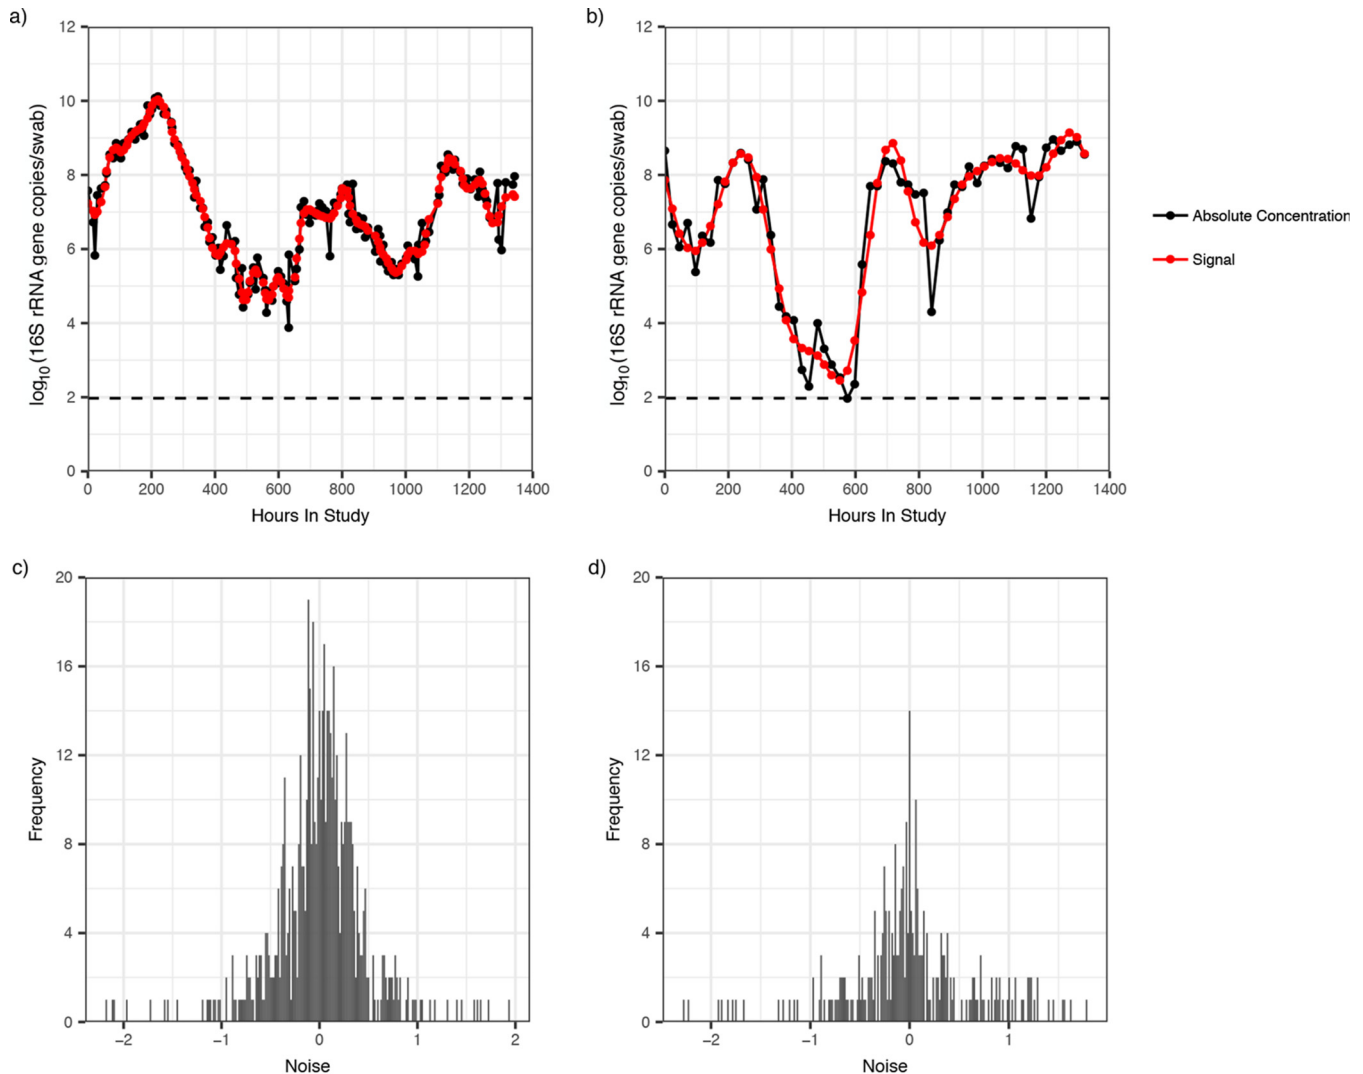 a)
b)
log10(16S rRNA gene copies/swab)
12
10
8
6
4
2
0
0 200 400 600 800 1000 1200 1400
Hours In Study
log10(16S rRNA gene copies/swab)
12
10
8
6
4
2
0
0 200 400 600 800 1000 1200 1400
Hours In Study
Absolute Concentration
Signal
c)
d)
Frequency
20
16
12
8
4
0
−2 −1 0 1 2
Noise
Frequency
20
16
12
8
4
0
−2 −1 0 1
Noise